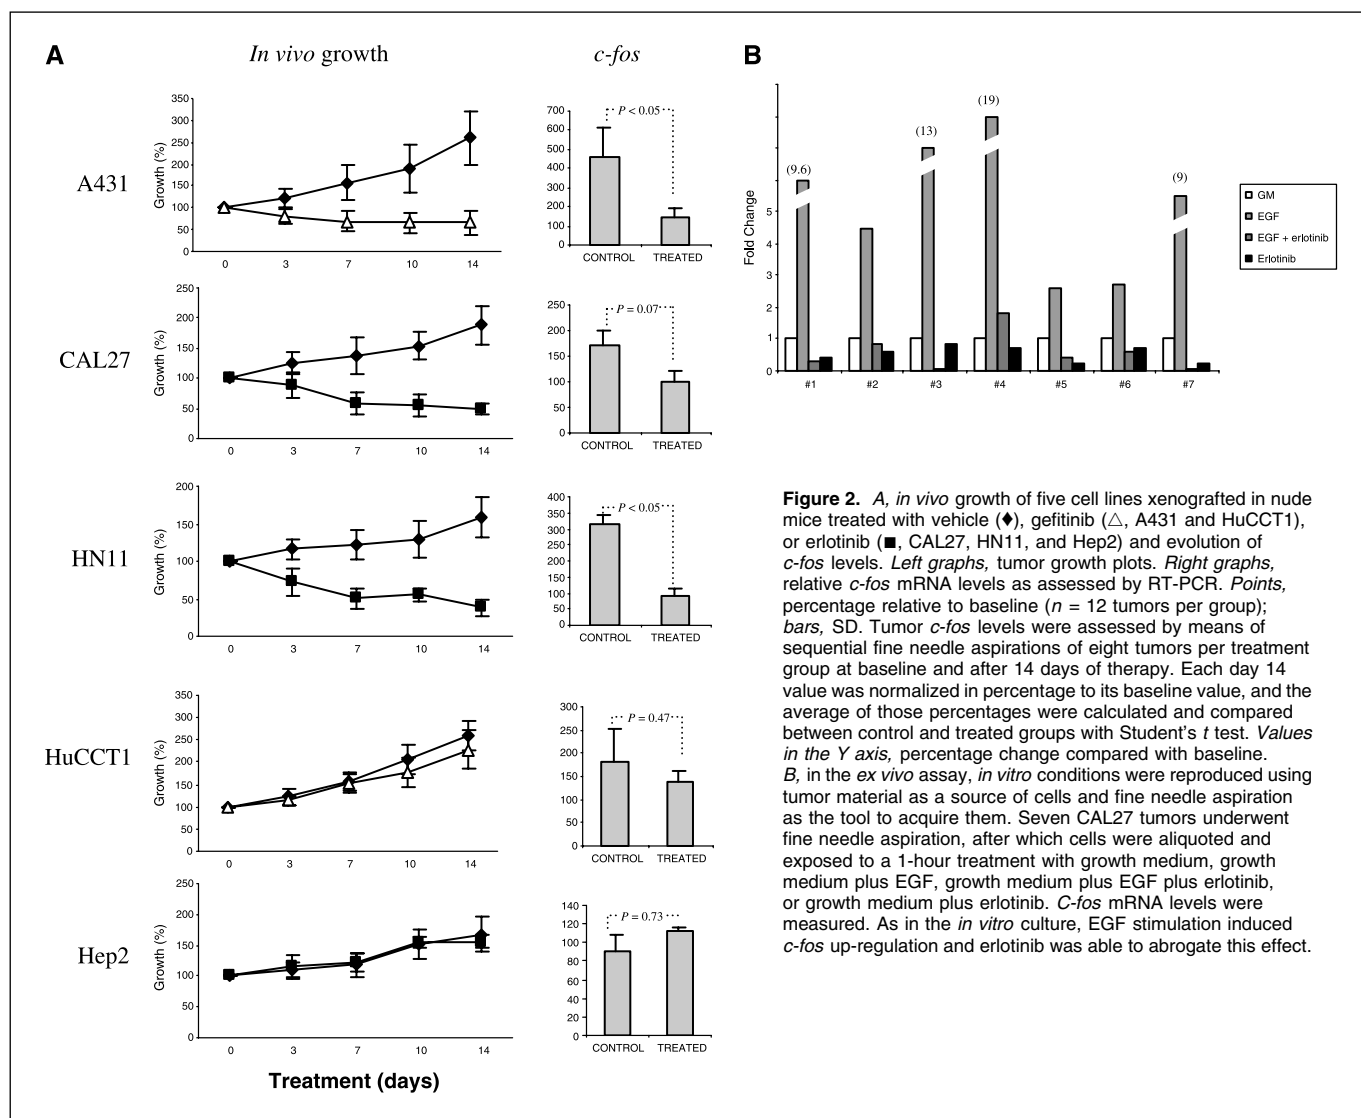 A
In vivo growth
c-fos
B
A431
Growth (%)
350
300
250
200
150
100
50
0
0 3 7 10 14
700
600
500
400
300
200
100
0
P < 0.05
CONTROL TREATED
CAL27
Growth (%)
250
200
150
100
50
0
0 3 7 10 14
250
200
150
100
50
0
P = 0.07
CONTROL TREATED
HN11
Growth (%)
200
150
100
50
0
0 3 7 10 14
400
350
300
250
200
150
100
50
0
P < 0.05
CONTROL TREATED
HuCCT1
Growth (%)
350
300
250
200
150
100
50
0
0 3 7 10 14
300
250
200
150
100
50
0
P = 0.47
CONTROL TREATED
Hep2
Growth (%)
250
200
150
100
50
0
0 3 7 10 14
140
120
100
80
60
40
20
0
P = 0.73
CONTROL TREATED
Treatment (days)
Fold Change
5
4
3
2
1
0
(9.6)
(13)
(19)
(9)
#1 #2 #3 #4 #5 #6 #7
GM
EGF
EGF + erlotinib
Erlotinib
Figure 2. A, in vivo growth of five cell lines xenografted in nude
mice treated with vehicle (♦), gefitinib (△, A431 and HuCCT1),
or erlotinib (■, CAL27, HN11, and Hep2) and evolution of
c-fos levels. Left graphs, tumor growth plots. Right graphs,
relative c-fos mRNA levels as assessed by RT-PCR. Points,
percentage relative to baseline (n = 12 tumors per group);
bars, SD. Tumor c-fos levels were assessed by means of
sequential fine needle aspirations of eight tumors per treatment
group at baseline and after 14 days of therapy. Each day 14
value was normalized in percentage to its baseline value, and the
average of those percentages were calculated and compared
between control and treated groups with Student's t test. Values
in the Y axis, percentage change compared with baseline.
B, in the ex vivo assay, in vitro conditions were reproduced using
tumor material as a source of cells and fine needle aspiration
as the tool to acquire them. Seven CAL27 tumors underwent
fine needle aspiration, after which cells were aliquoted and
exposed to a 1-hour treatment with growth medium, growth
medium plus EGF, growth medium plus EGF plus erlotinib,
or growth medium plus erlotinib. C-fos mRNA levels were
measured. As in the in vitro culture, EGF stimulation induced
c-fos up-regulation and erlotinib was able to abrogate this effect.